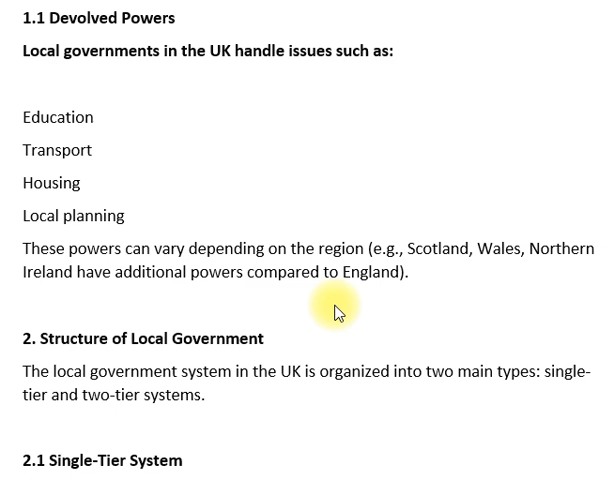 1.1 Devolved Powers
Local governments in the UK handle issues such as:
Education
Transport
Housing
Local planning
These powers can vary depending on the region (e.g., Scotland, Wales, Northern
Ireland have additional powers compared to England).
2. Structure of Local Government
The local government system in the UK is organized into two main types: single-
tier and two-tier systems.
2.1 Single-Tier System